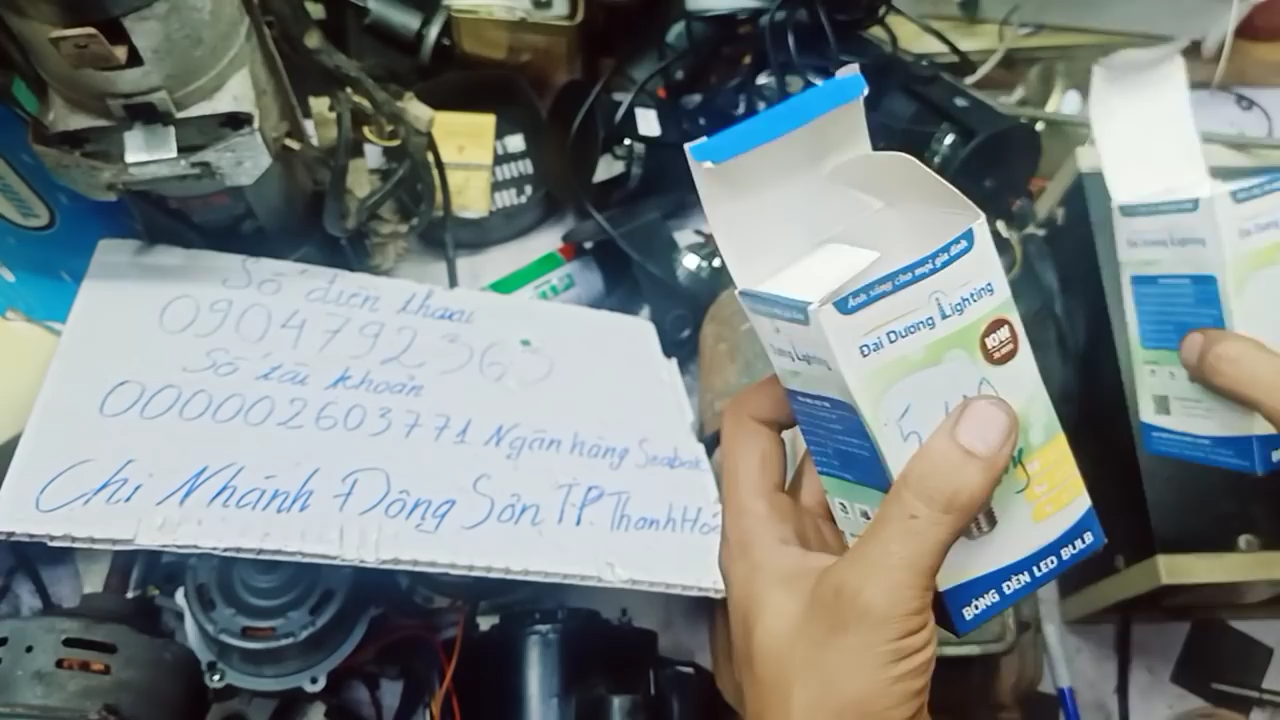 Số điện thoại
0904792363
Số tài khoản
000002603771 Ngân hàng Seabank
Chi Nhánh Đông Sơn T.P. Thanh Hó
Ánh sáng cho mọi gia đình
Đại Dương Lighting
10W
BÓNG ĐÈN LED BULB
Đại Dương Lighting